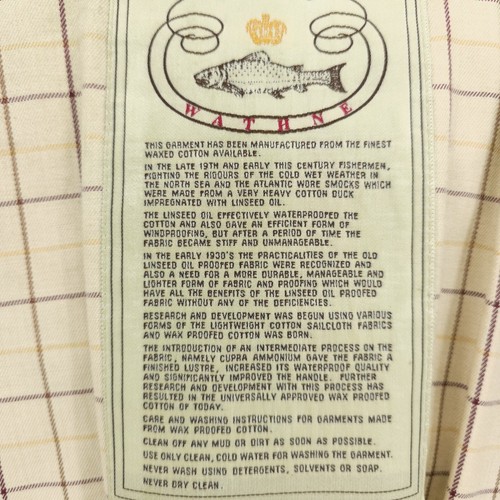 WATHNE
THIS GARMENT HAS BEEN MANUFACTURED FROM THE FINEST
WAXED COTTON AVAILABLE.
IN THE LATE 19TH AND EARLY THIS CENTURY FISHERMEN,
FIGHTING THE RIDOURS OF THE COLD WET WEATHER IN
THE NORTH SEA AND THE ATLANTIC WORE SMOCKS WHICH
WERE MADE FROM A VERY HEAVY COTTON DUCK
IMPREGNATED WITH LINSEED OIL.
THE LINSEED OIL EFFECTIVELY WATERPROOFED THE
COTTON AND ALSO GAVE AN EFFICIENT FORM OF
WINDPROOFING, BUT AFTER A PERIOD OF TIME THE
FABRIC BECAME STIFF AND UNMANAGEABLE.
IN THE EARLY 1930'S THE PRACTICALITIES OF THE OLD
LINSEED OIL PROOFED FABRIC WERE RECOGNIZED AND
ALSO A NEED FOR A MORE DURABLE, MANAGEABLE AND
LIGHTER FORM OF FABRIC AND PROOFING WHICH WOULD
HAVE ALL THE BENEFITS OF THE LINSEED OIL PROOFED
FABRIC WITHOUT ANY OF THE DEFICIENCIES.
RESEARCH AND DEVELOPMENT WAS BEGUN USING VARIOUS
FORMS OF THE LIGHTWEIGHT COTTON SAILCLOTH FABRICS
AND WAX PROOFED COTTON WAS BORN.
THE INTRODUCTION OF AN INTERMEDIATE PROCESS ON THE
FABRIC, NAMELY CUPRA AMMONIUM GAVE THE FABRIC A
FINISHED LUSTRE, INCREASED ITS WATERPROOF QUALITY
AND SIGNIFICANTLY IMPROVED THE HANDLE. FURTHER
RESEARCH AND DEVELOPMENT WITH THIS PROCESS HAS
RESULTED IN THE UNIVERSALLY APPROVED WAX PROOFED
COTTON OF TODAY.
CARE AND WASHING INSTRUCTIONS FOR GARMENTS MADE
FROM WAX PROOFED COTTON.
CLEAN OFF ANY MUD OR DIRT AS SOON AS POSSIBLE.
USE ONLY CLEAN, COLD WATER FOR WASHING THE GARMENT.
NEVER WASH USING DETERGENTS, SOLVENTS OR SOAP.
NEVER DRY CLEAN.